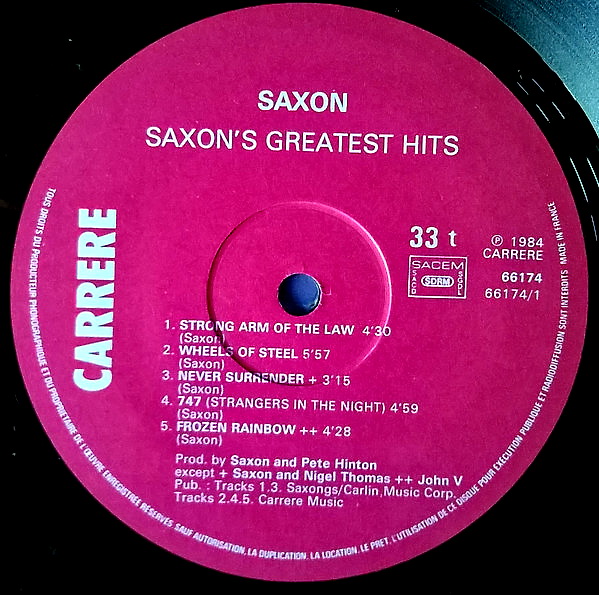 SAXON
SAXON'S GREATEST HITS
CARRERE
33 t
℗ 1984
CARRERE
SACEM
SACD
SDRM
SGDL
66174
66174/1
1. STRONG ARM OF THE LAW 4'30
(Saxon)
2. WHEELS OF STEEL 5'57
(Saxon)
3. NEVER SURRENDER + 3'15
(Saxon)
4. 747 (STRANGERS IN THE NIGHT) 4'59
(Saxon)
5. FROZEN RAINBOW ++ 4'28
(Saxon)
Prod. by Saxon and Pete Hinton
except + Saxon and Nigel Thomas ++ John V
Pub. : Tracks 1.3. Saxongs/Carlin Music Corp.
Tracks 2.4.5. Carrere Music
TOUS DROITS DU PRODUCTEUR PHONOGRAPHIQUE ET DU PROPRIETAIRE DE L'ŒUVRE ENREGISTRÉE RÉSERVÉS. SAUF AUTORISATION, LA DUPLICATION, LA LOCATION, LE PRET, L'UTILISATION DE CE DISQUE POUR EXECUTION PUBLIQUE ET RADIODIFFUSION SONT INTERDITS MADE IN FRANCE